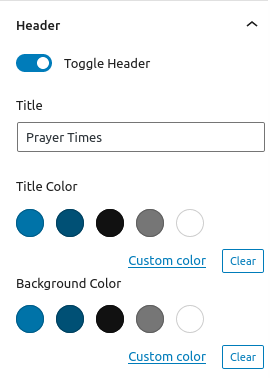 Header
Toggle Header
Title
Prayer Times
Title Color
Custom color Clear
Background Color
Custom color Clear